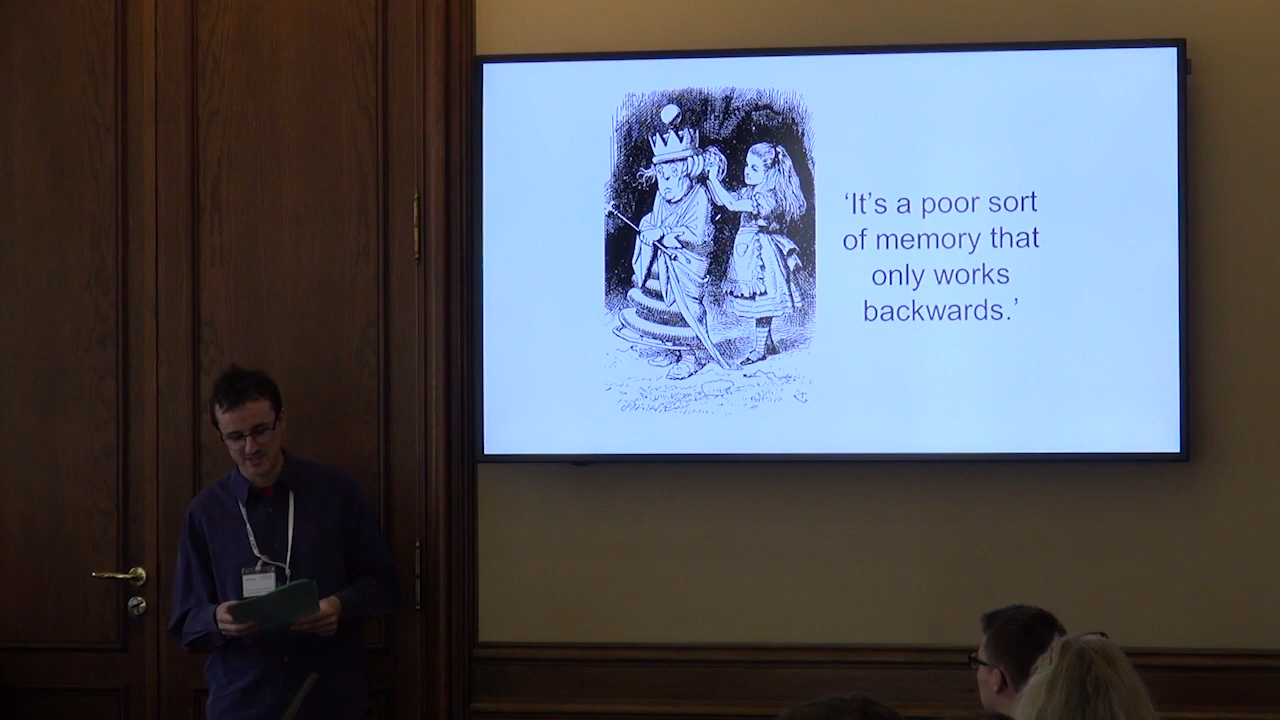 ‘It’s a poor sort
of memory that
only works
backwards.’